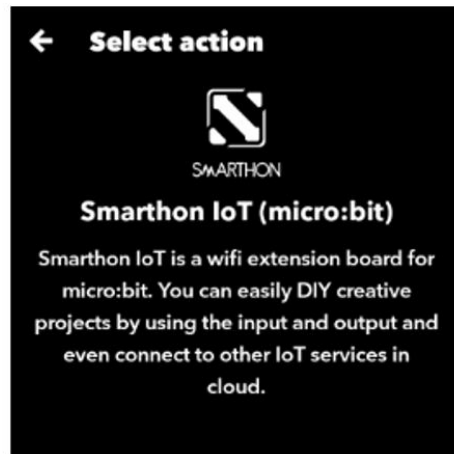 Select action
SMARTHON
Smarthon IoT (micro:bit)
Smarthon IoT is a wifi extension board for
micro:bit. You can easily DIY creative
projects by using the input and output and
even connect to other IoT services in
cloud.